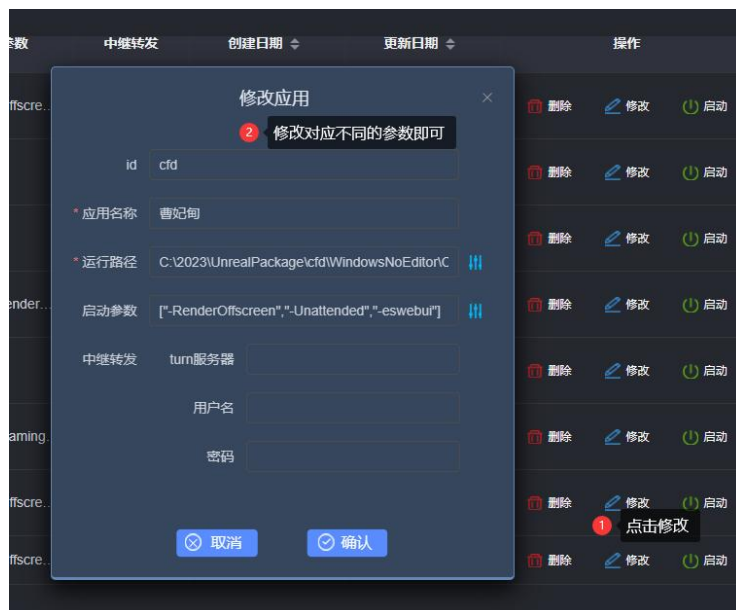 参数 中继转发 创建日期 更新日期 操作
修改应用
ffscre.. 删除 修改 启动
2 修改对应不同的参数即可
id cfd
删除 修改 启动
* 应用名称 曹妃甸
删除 修改 启动
* 运行路径 C:\2023\UnrealPackage\cfd\WindowsNoEditor\C
ender... 启动参数 ["-RenderOffscreen","-Unattended","-eswebui"] 删除 修改 启动
中继转发 turn服务器
删除 修改 启动
用户名
aming. 删除 修改 启动
密码
ffscre.. 删除 修改 启动
1 点击修改
取消 确认
ffscre.. 删除 修改 启动